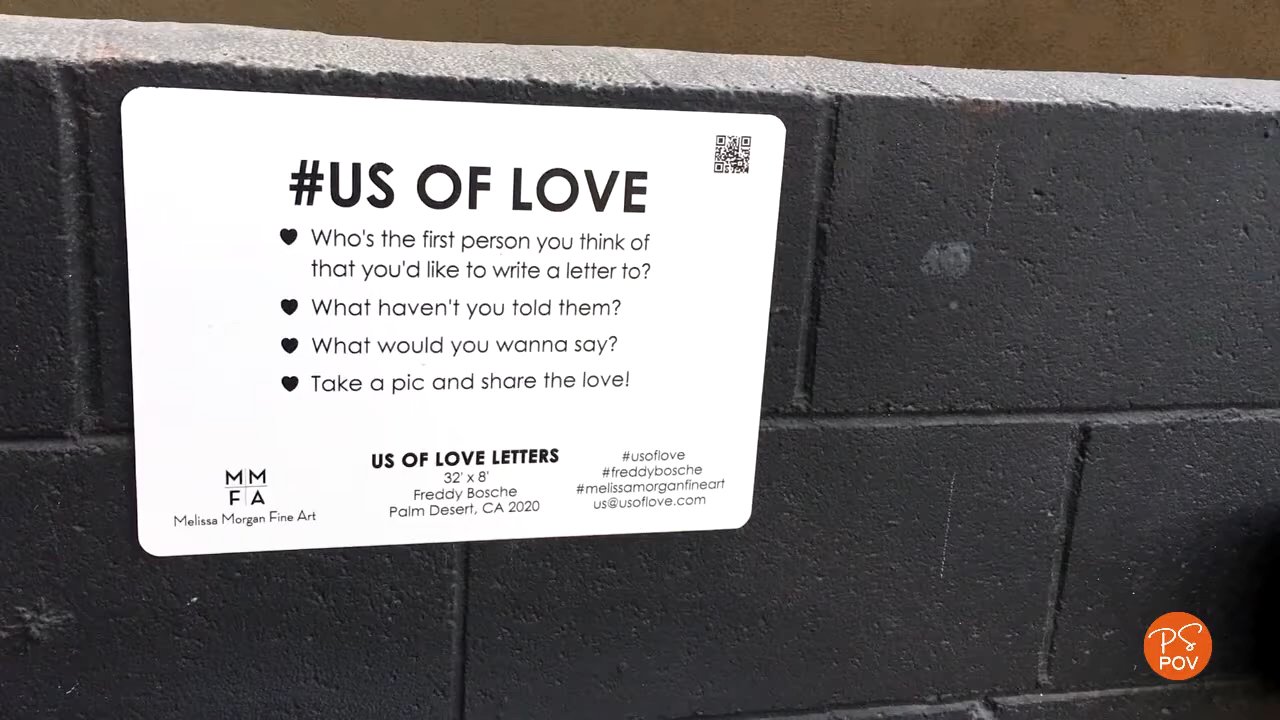 #US OF LOVE
Who's the first person you think of
that you'd like to write a letter to?
What haven't you told them?
What would you wanna say?
Take a pic and share the love!
MM
FA
Melissa Morgan Fine Art
US OF LOVE LETTERS
32' x 8'
Freddy Bosche
Palm Desert, CA 2020
#usoflove
#freddybosche
#melissamorganfineart
us@usoflove.com
PS
POV